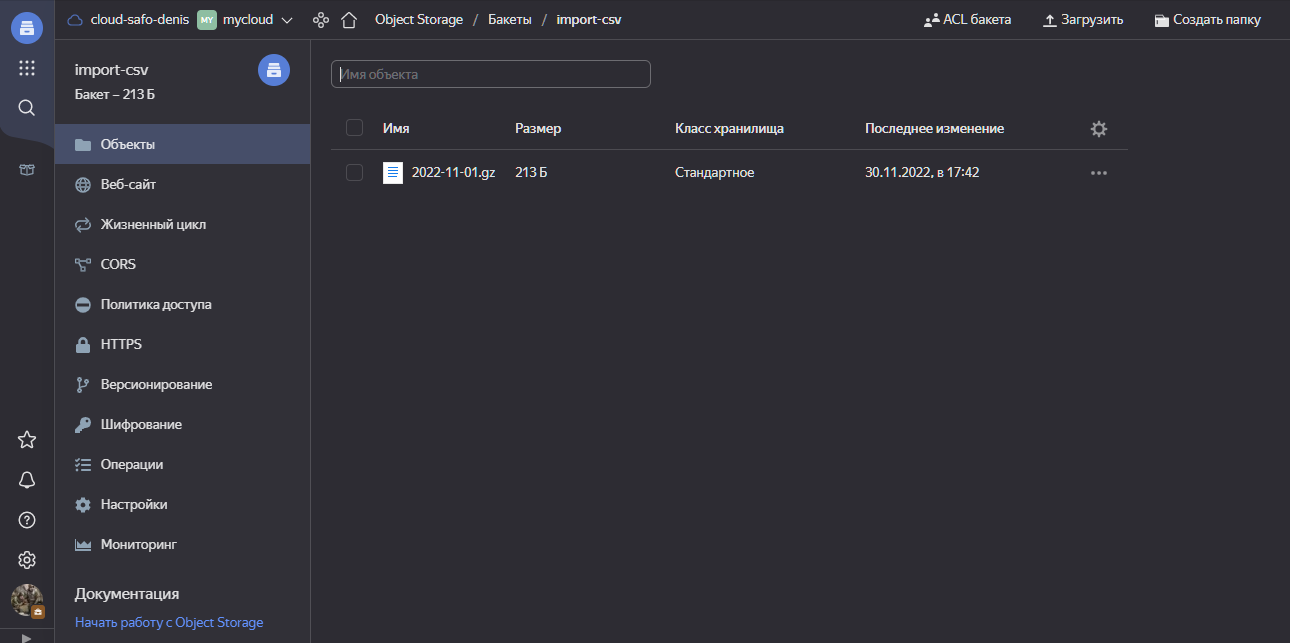 cloud-safo-denis MY mycloud Object Storage / Бакеты / import-csv ACL бакета Загрузить Создать папку
import-csv
Бакет – 213 Б
Имя объекта
Имя Размер Класс хранилища Последнее изменение
2022-11-01.gz 213 Б Стандартное 30.11.2022, в 17:42
Объекты
Веб-сайт
Жизненный цикл
CORS
Политика доступа
HTTPS
Версионирование
Шифрование
Операции
Настройки
Мониторинг
Документация
Начать работу с Object Storage